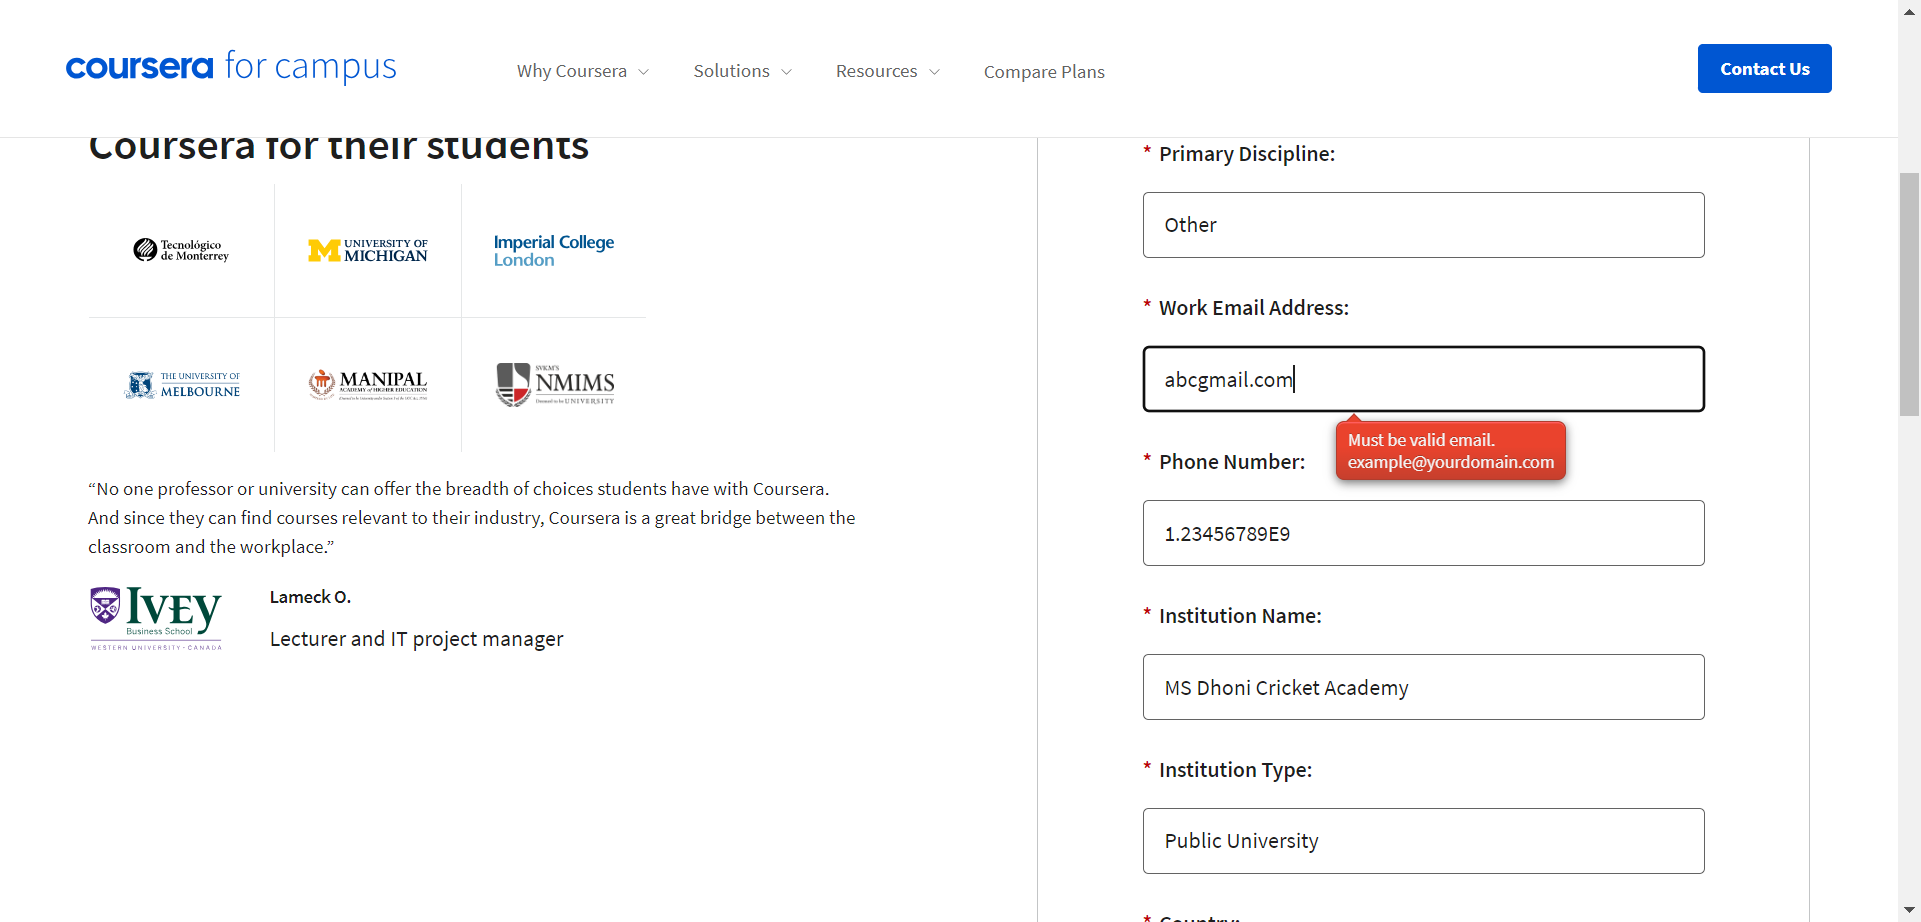 coursera for campus
Why Coursera
Solutions
Resources
Compare Plans
Contact Us
Coursera for their students
Tecnológico
de Monterrey
M UNIVERSITY OF
MICHIGAN
Imperial College
London
THE UNIVERSITY OF
MELBOURNE
MANIPAL
ACADEMY of HIGHER EDUCATION
SVKM'S
NMIMS
Deemed to be UNIVERSITY
“No one professor or university can offer the breadth of choices students have with Coursera.
And since they can find courses relevant to their industry, Coursera is a great bridge between the
classroom and the workplace.”
IVEY
Business School
WESTERN UNIVERSITY · CANADA
Lameck O.
Lecturer and IT project manager
* Primary Discipline:
Other
* Work Email Address:
abcgmail.com
Must be valid email.
example@yourdomain.com
* Phone Number:
1.23456789E9
* Institution Name:
MS Dhoni Cricket Academy
* Institution Type:
Public University
* Country: